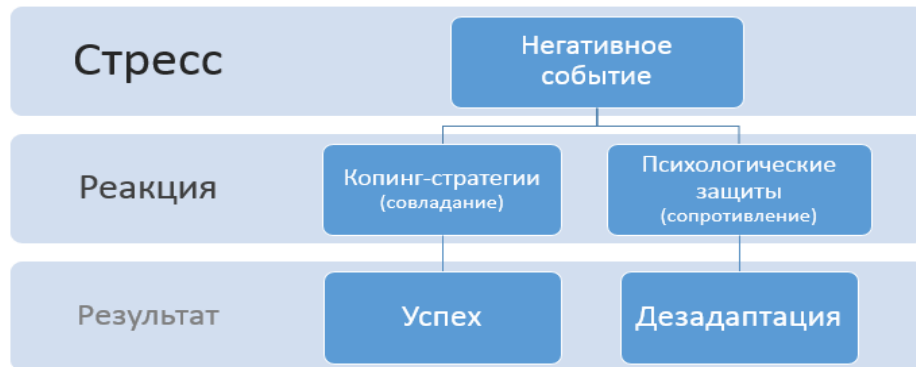 Стресс
Негативное
событие
Реакция
Копинг-стратегии
(совладание)
Психологические
защиты
(сопротивление)
Результат
Успех
Дезадаптация